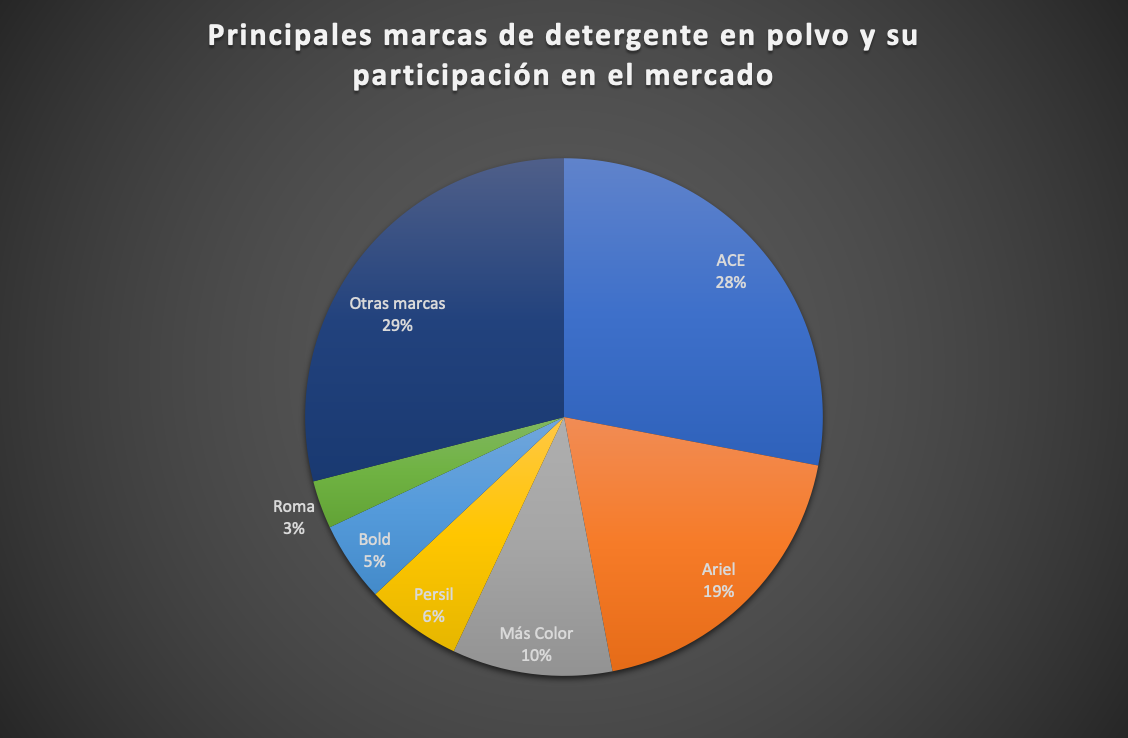 Principales marcas de detergente en polvo y su
participación en el mercado
ACE
28%
Ariel
19%
Más Color
10%
Persil
6%
Bold
5%
Roma
3%
Otras marcas
29%